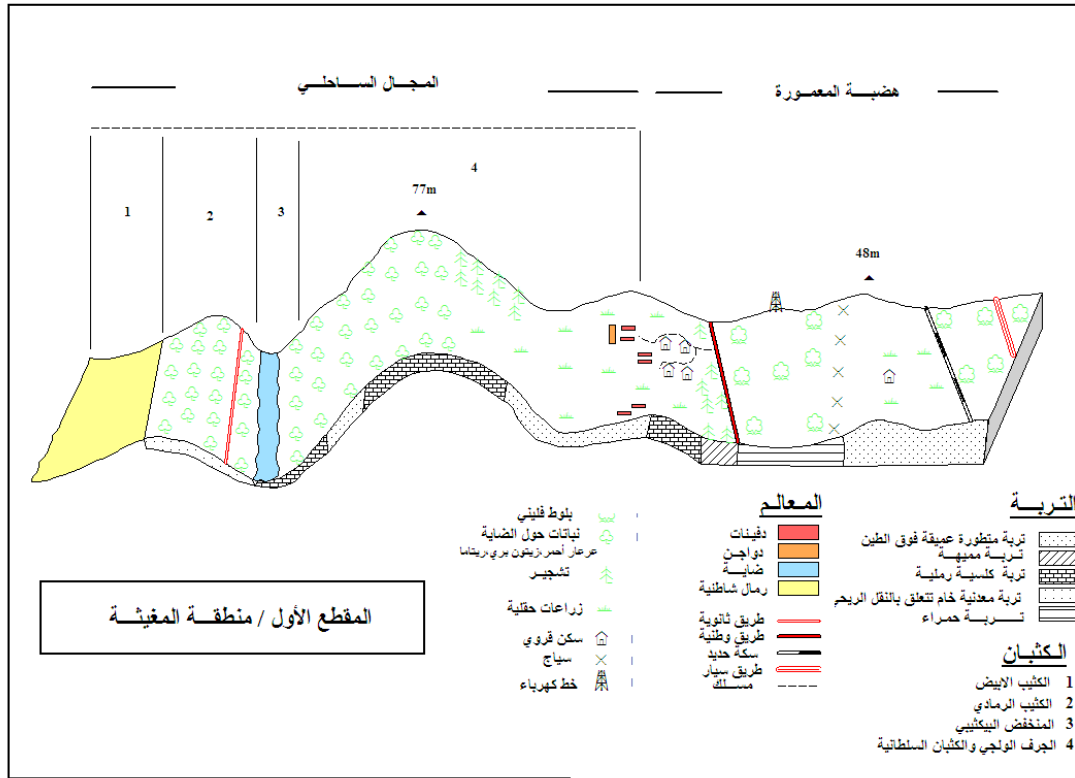 المجال الساحلي
هضبة المعمورة
1
2
3
4
77m
48m
المقطع الأول / منطقة المغيثة
بلوط فليني
نباتات حول الضاية
عرعار أحمر،زيتون بري،ريتاما
تشجير
زراعات حقلية
سكن قروي
سياج
خط كهرباء
المعالم
دفينات
دواجن
ضاية
رمال شاطئية
طريق ثانوية
طريق وطنية
سكة حديد
طريق سيار
مسلك
التربة
تربة متطورة عميقة فوق الطين
تربة مميهة
تربة كلسية رملية
تربة معدنية خام تتعلق بالنقل الريحي
تربة حمراء
الكثبان
1 الكثيب الابيض
2 الكثيب الرمادي
3 المنخفض البيكثيبي
4 الجرف الولجي والكثبان السلطانية